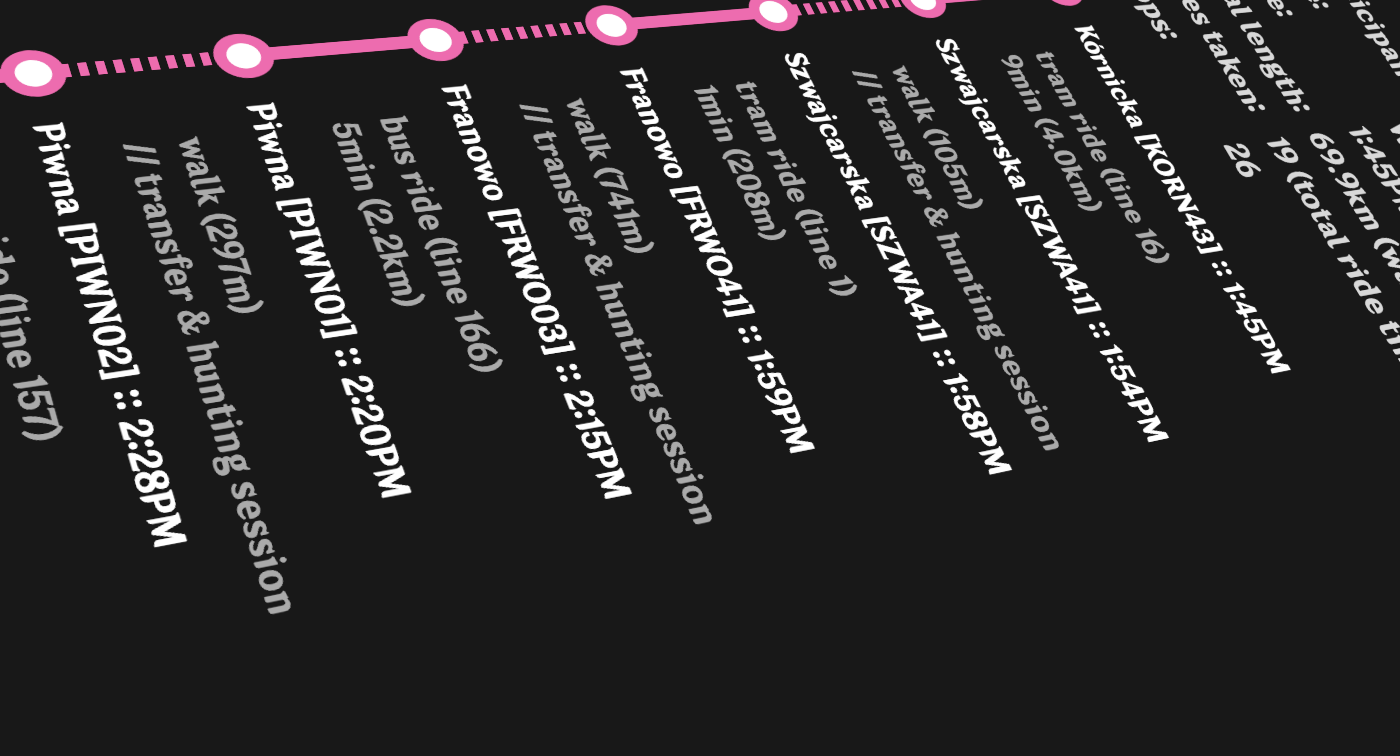 ide (line 157)
Piwna [PIWN02] :: 2:28PM
walk (297m)
// transfer & hunting session
Piwna [PIWN01] :: 2:20PM
bus ride (line 166)
5min (2.2km)
Franowo [FRWO03] :: 2:15PM
walk (741m)
// transfer & hunting session
Franowo [FRWO41] :: 1:59PM
tram ride (line 1)
1min (208m)
Szwajcarska [SZWA41] :: 1:58PM
walk (105m)
// transfer & hunting session
Szwajcarska [SZWA41] :: 1:54PM
tram ride (line 16)
9min (4.0km)
Kórnicka [KORN43] :: 1:45PM
ops:
26
es taken:
19 (total ride
al length:
69.9km
e:
1:45
icipan